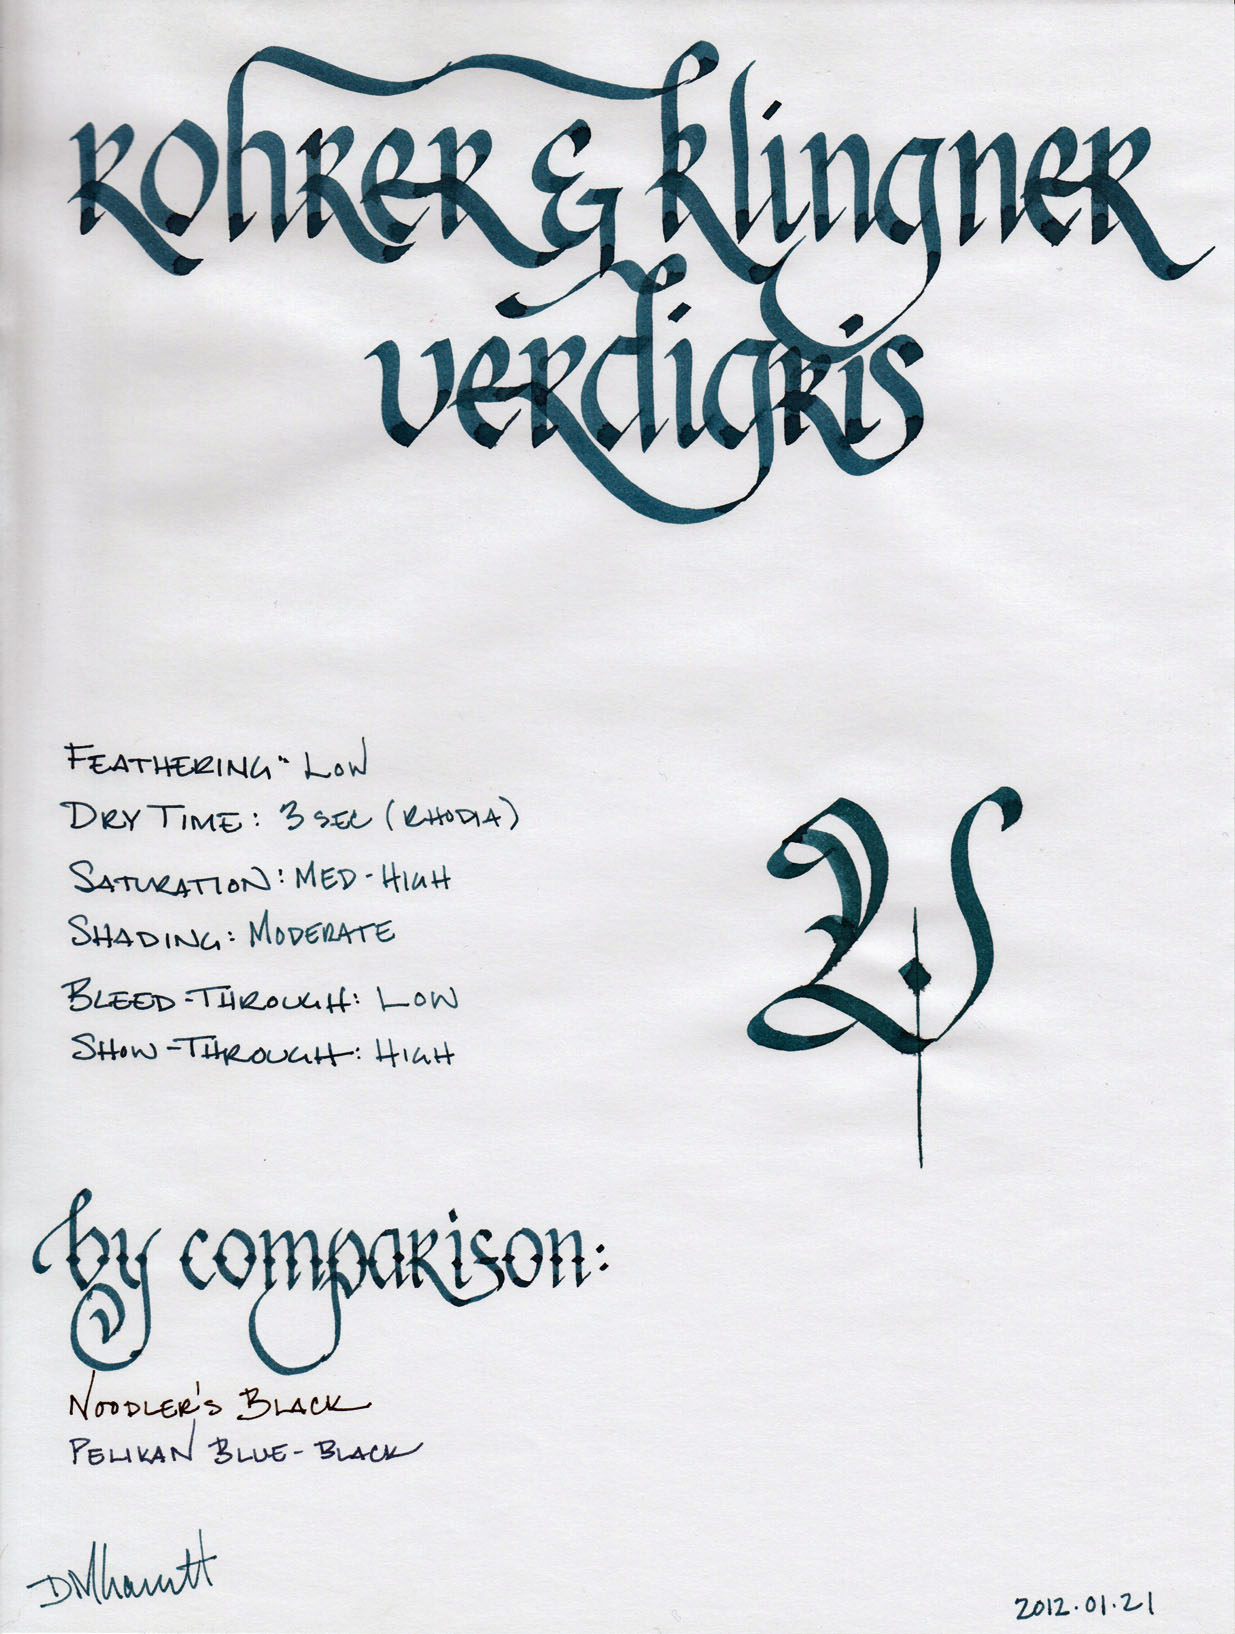 rohrer & klingner
verdigris
FEATHERING: LOW
DRY TIME: 3 SEC (RHODIA)
SATURATION: MED-HIGH
SHADING: MODERATE
BLEED-THROUGH: LOW
SHOW-THROUGH: HIGH
V
by comparison:
NOODLER'S BLACK
PELIKAN BLUE-BLACK
2012.01.21